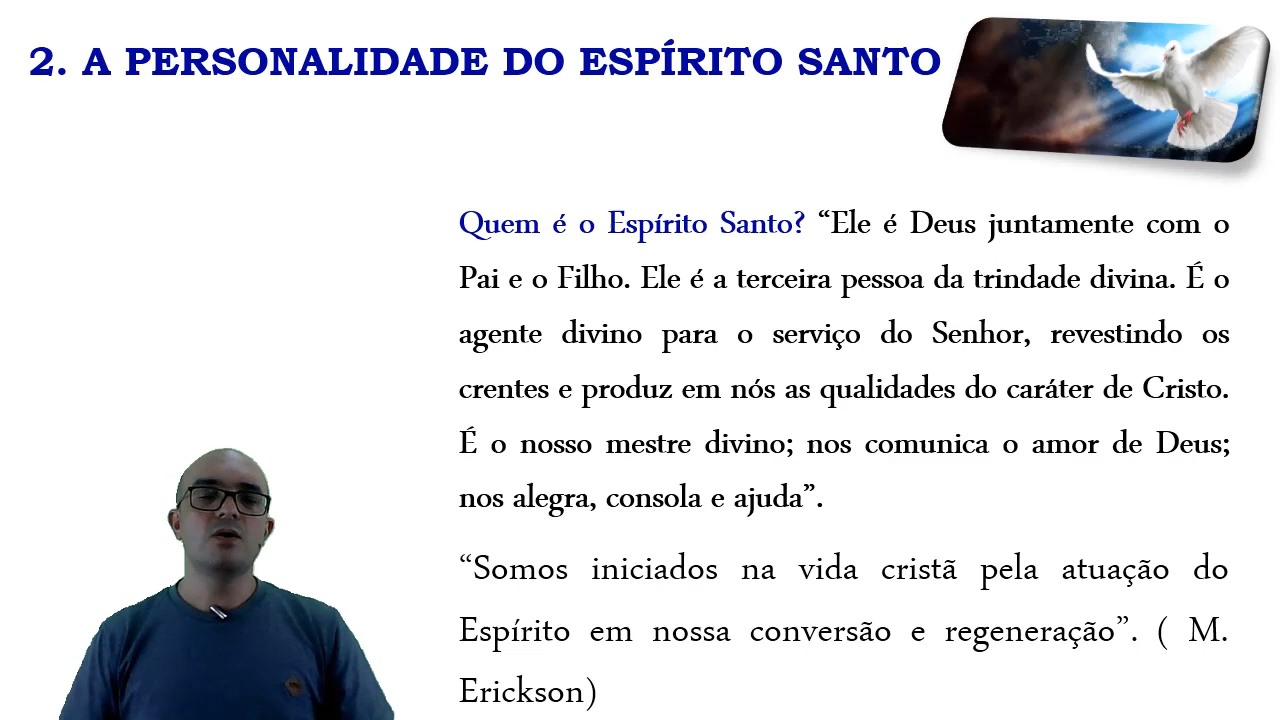 2. A PERSONALIDADE DO ESPÍRITO SANTO
Quem é o Espírito Santo? “Ele é Deus juntamente com o
Pai e o Filho. Ele é a terceira pessoa da trindade divina. É o
agente divino para o serviço do Senhor, revestindo os
crentes e produz em nós as qualidades do caráter de Cristo.
É o nosso mestre divino; nos comunica o amor de Deus;
nos alegra, consola e ajuda”.
“Somos iniciados na vida cristã pela atuação do
Espírito em nossa conversão e regeneração”. ( M.
Erickson)